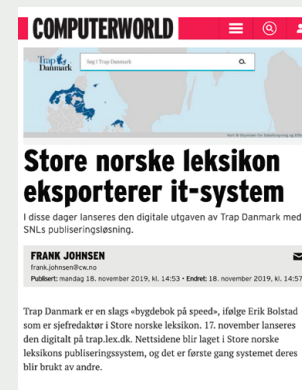 COMPUTERWORLD
Trap
Danmark
Søg i Trap Danmark
Store norske leksikon
eksporterer it-system
I disse dager lanseres den digitale utgaven av Trap Danmark med
SNLs publiseringsløsning.
FRANK JOHNSEN
frank.johnsen@cw.no
Publisert: mandag 18. november 2019, kl. 14:53 • Endret: 18. november 2019, kl. 14:57
Trap Danmark er en slags «bygdebok på speed», ifølge Erik Bolstad
som er sjefredaktør i Store norske leksikon. 17. november lanseres
den digitalt på trap.lex.dk. Nettsidene blir laget i Store norske
leksikons publiseringssystem, og det er første gang systemet deres
blir brukt av andre.